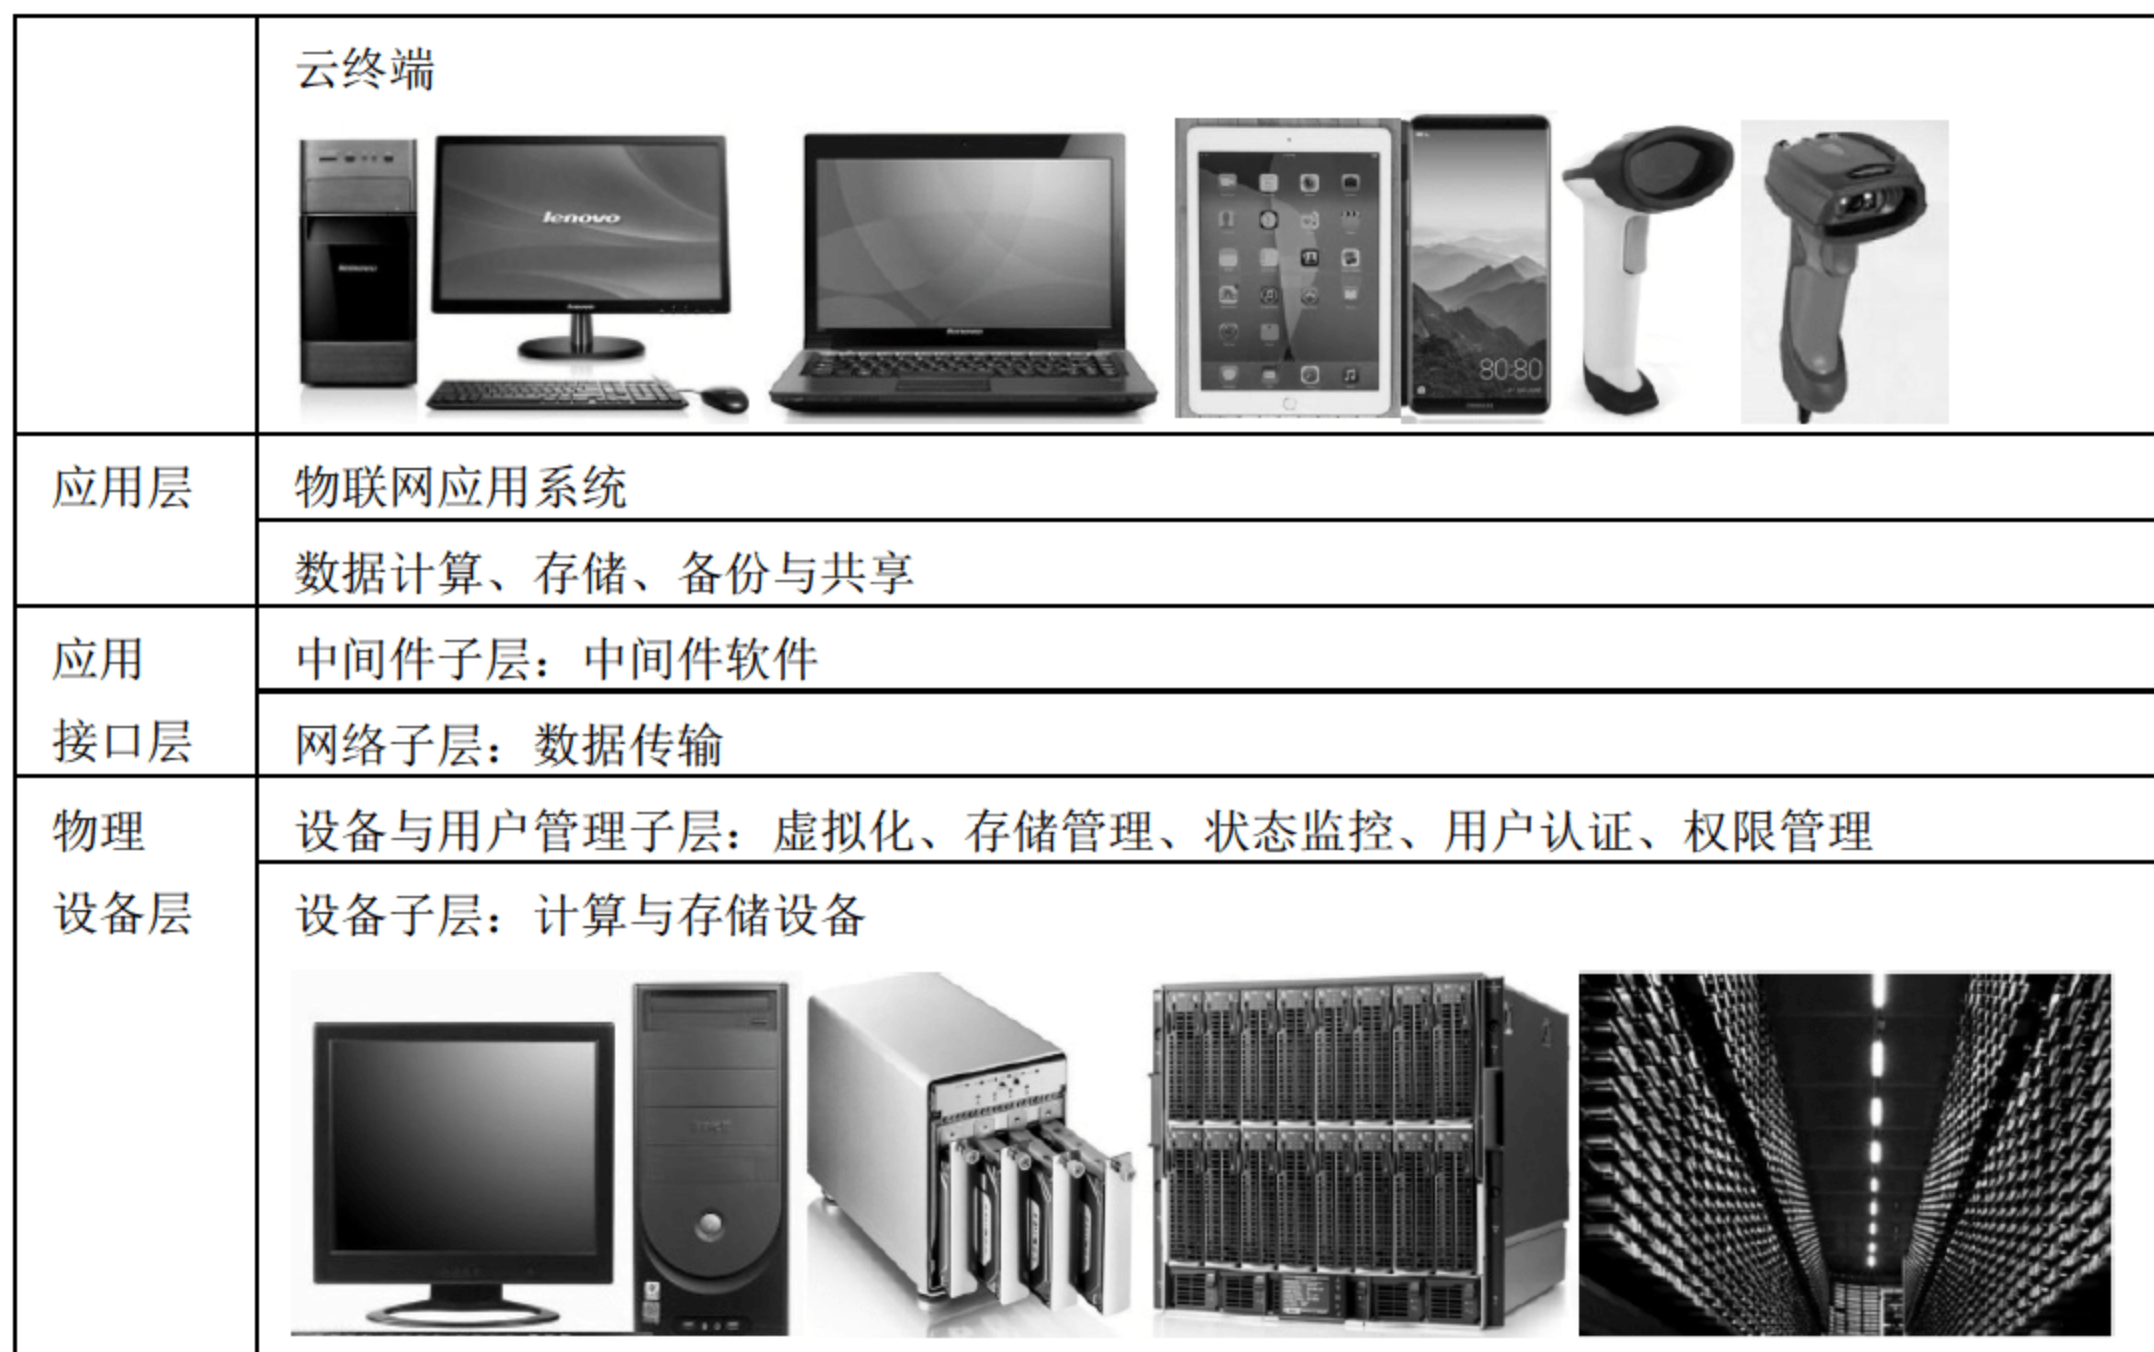 云终端
lenovo
lenovo
lenovo
lenovo
80:80
应用层
物联网应用系统
数据计算、存储、备份与共享
应用
接口层
中间件子层：中间件软件
网络子层：数据传输
物理
设备层
设备与用户管理子层：虚拟化、存储管理、状态监控、用户认证、权限管理
设备子层：计算与存储设备